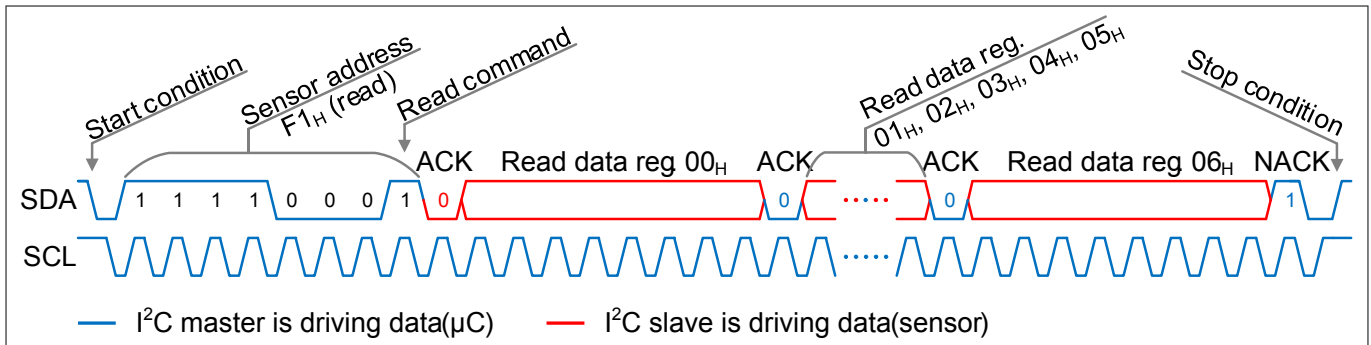 Start condition
Sensor address
F1H (read)
Read command
Read data reg.
01H, 02H, 03H, 04H, 05H
Stop condition
ACK Read data reg. 00H ACK ACK Read data reg. 06H NACK
SDA 1 1 1 1 0 0 0 1 0 0 ..... 0 1
SCL .....
I2C master is driving data(µC) I2C slave is driving data(sensor)